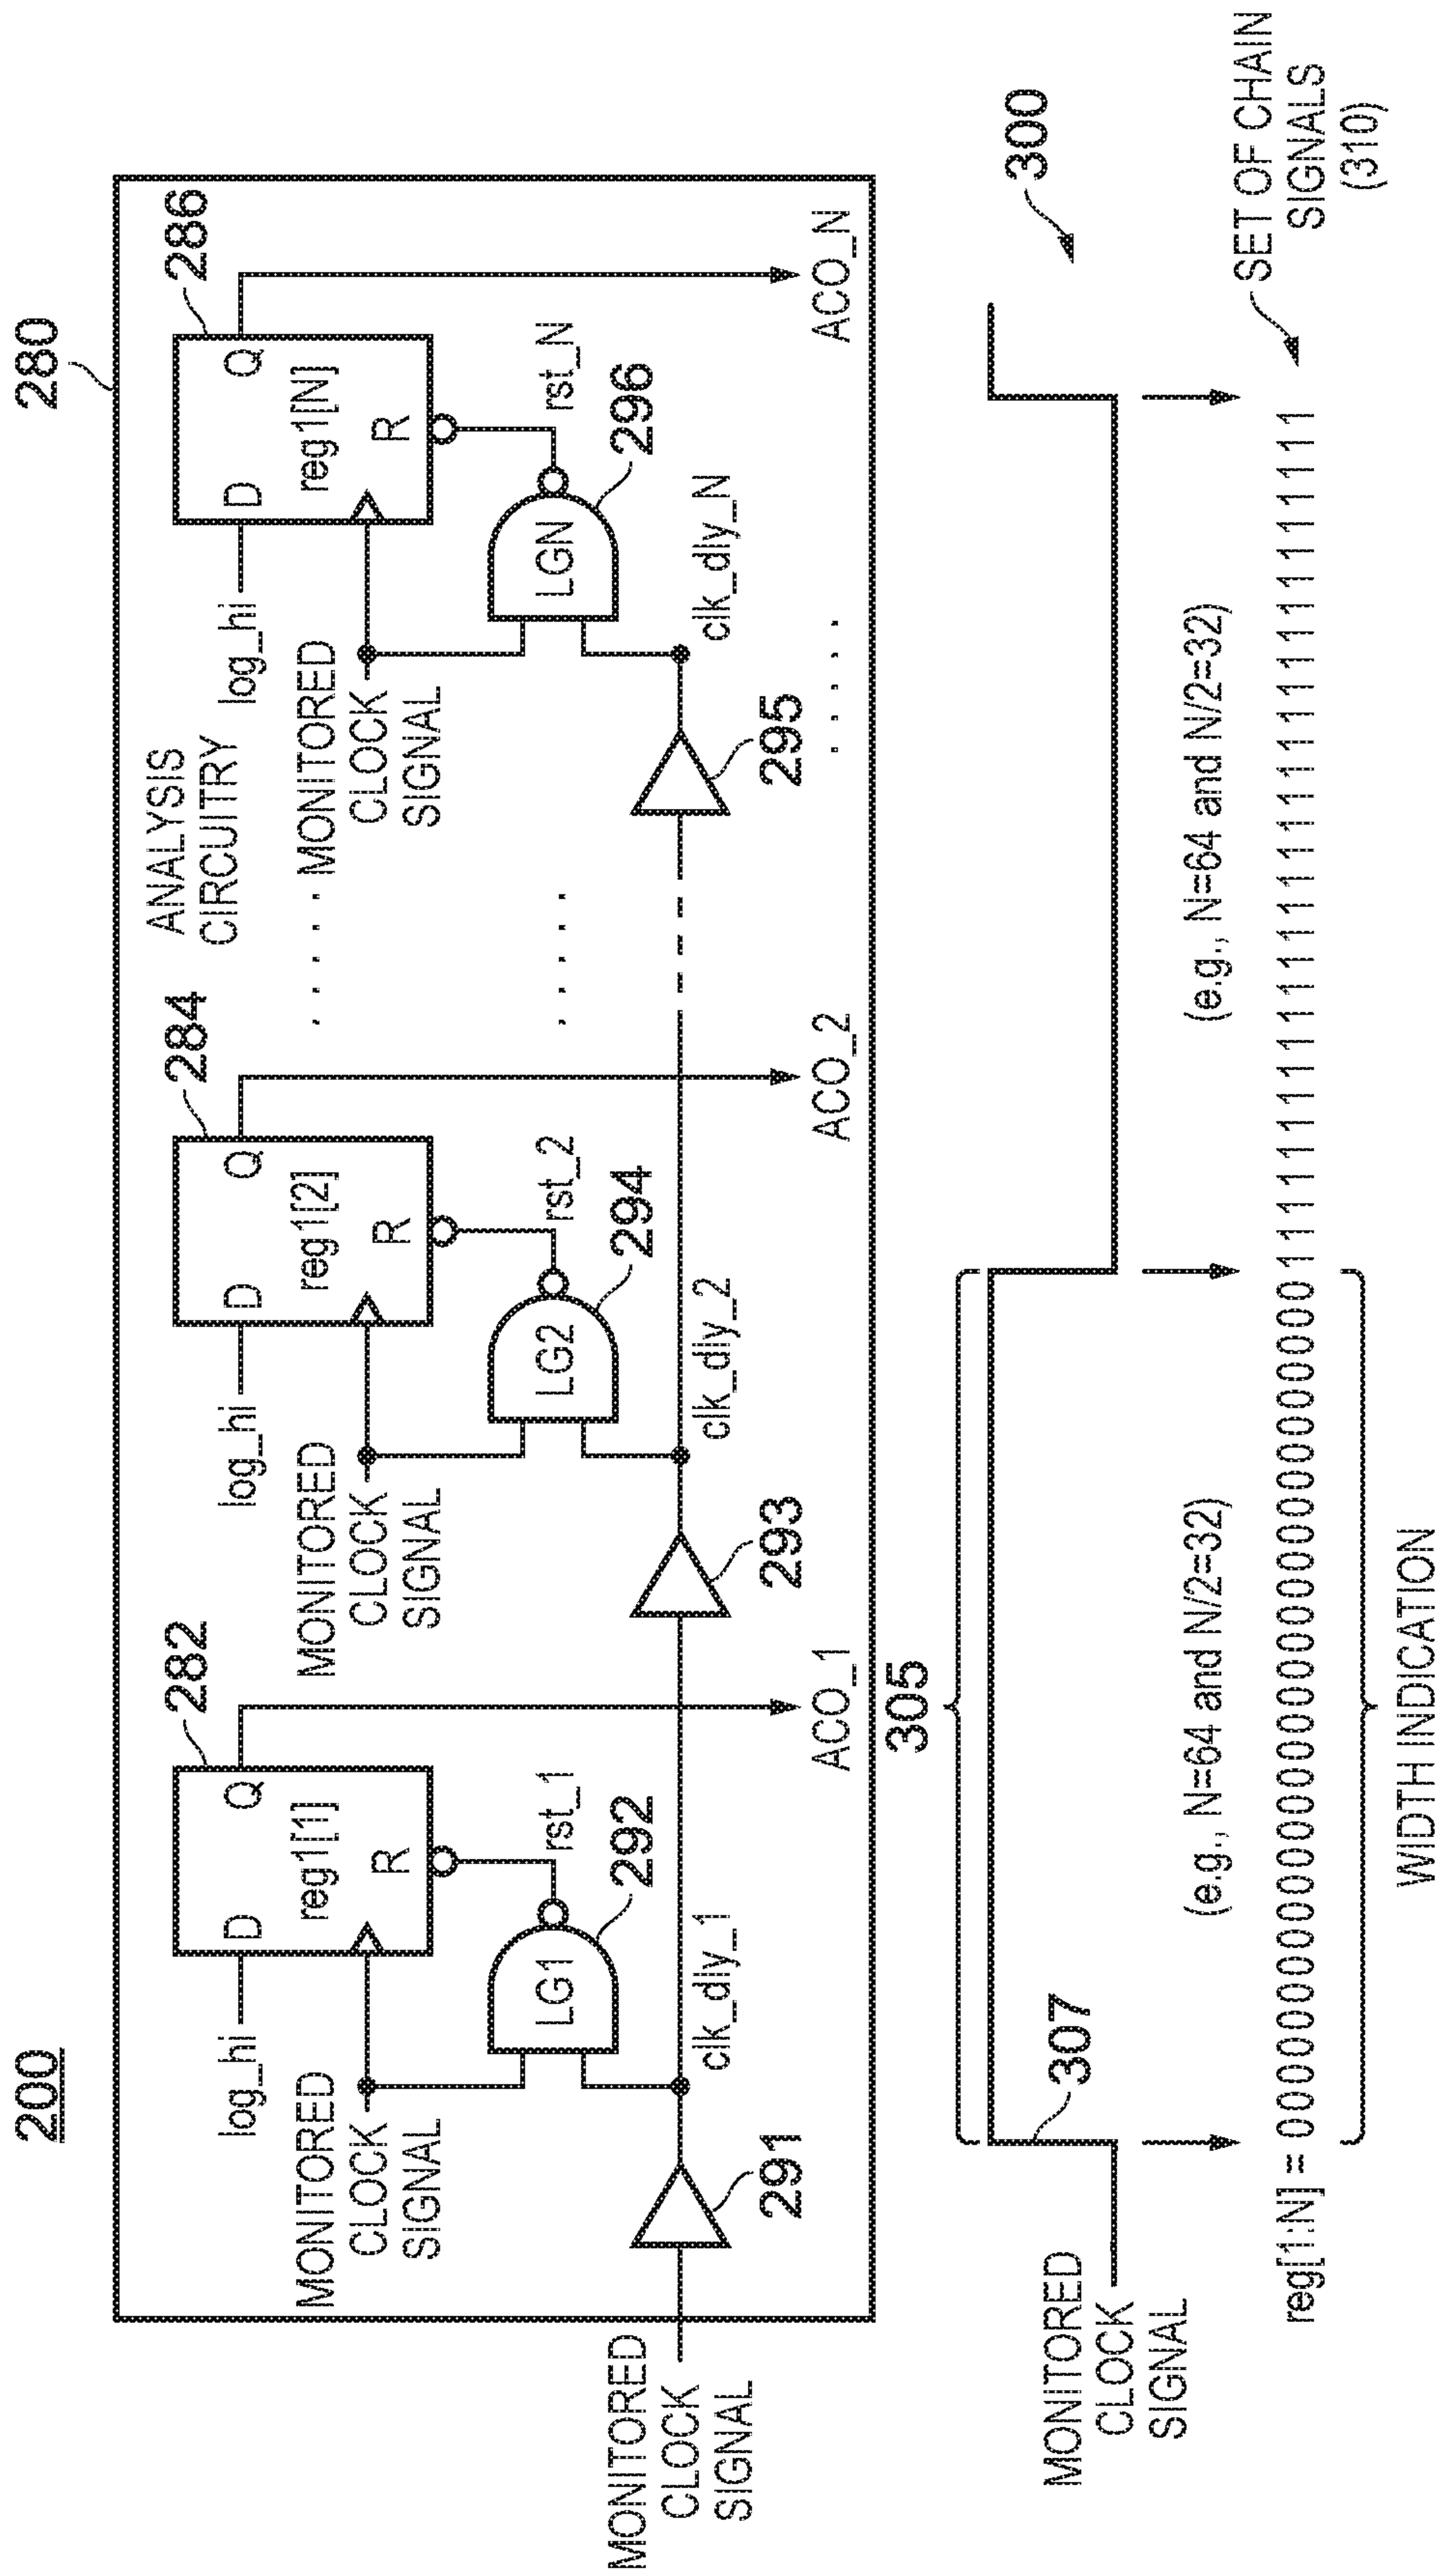 200
280
ANALYSIS
CIRCUITRY
282
284
286
log_hi
D
Q
reg1[1]
R
MONITORED
CLOCK
SIGNAL
log_hi
D
Q
reg1[2]
R
MONITORED
CLOCK
SIGNAL
log_hi
D
Q
reg1[N]
R
MONITORED
CLOCK
SIGNAL
LG1
rst_1
292
LG2
rst_2
294
LGN
rst_N
296
MONITORED
CLOCK
SIGNAL
291
clk_dly_1
293
clk_dly_2
295
clk_dly_N
ACO_1
ACO_2
ACO_N
305
300
307
MONITORED
CLOCK
SIGNAL
(e.g., N=64 and N/2=32)
(e.g., N=64 and N/2=32)
SET OF CHAIN
SIGNALS
(310)
reg[1:N] = 0000000000000000000000000000000011111111111111111111111111111111
WIDTH INDICATION